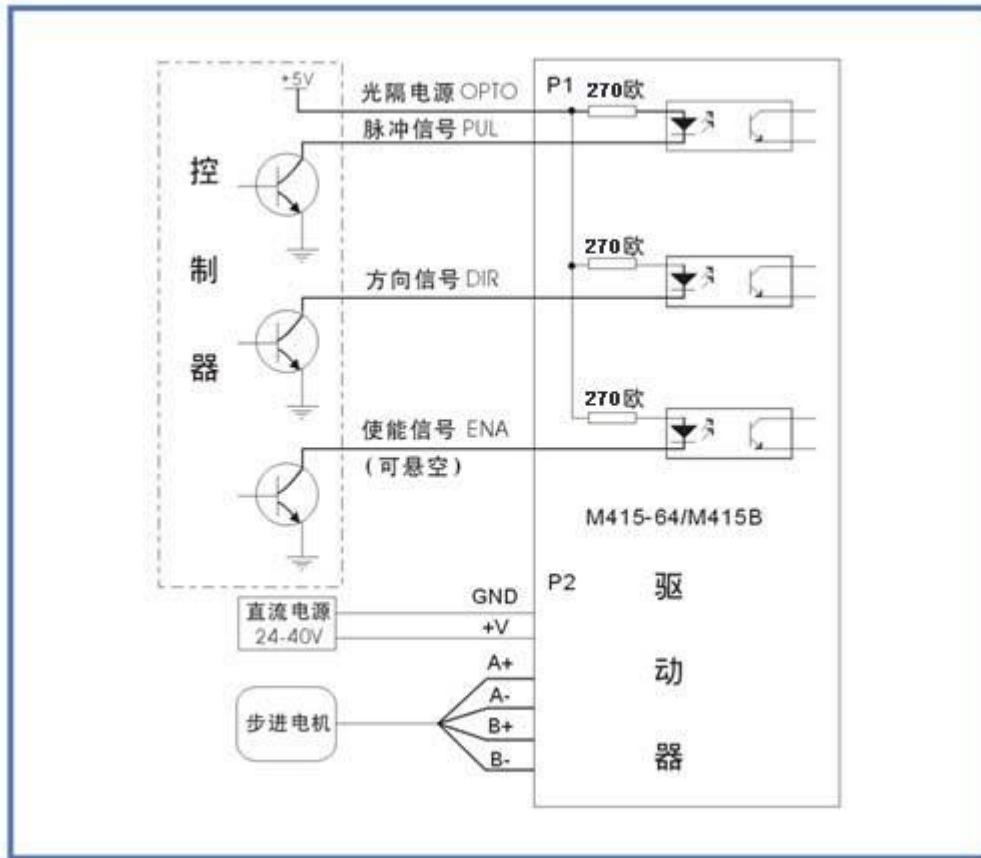 +5V
光隔电源 OPTO
P1
270欧
脉冲信号 PUL
控制器
270欧
方向信号 DIR
270欧
使能信号 ENA
(可悬空)
M415-64/M415B
P2
驱动器
直流电源
24-40V
GND
+V
A+
A-
B+
B-
步进电机